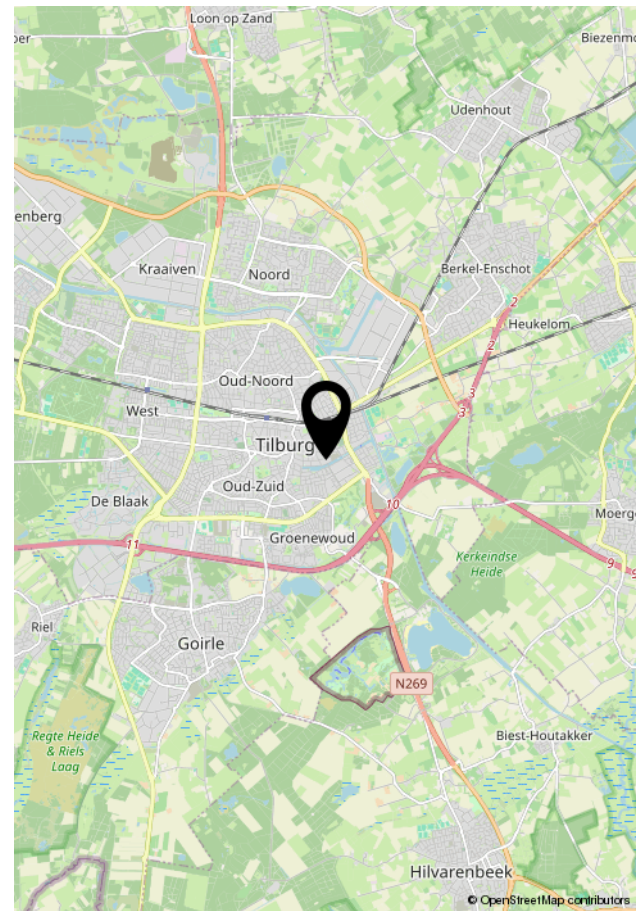 Loon op Zand
Biezenmo
Udenhout
enberg
Kraaiven
Noord
Berkel-Enschot
2
Heukelom
2
Oud-Noord
3
West
3
Tilburg
Oud-Zuid
De Blaak
10
Moerge
Groenewoud
11
Kerkeindse
Heide
9
9
Riel
Goirle
N269
Regte Heide
& Riels
Laag
Biest-Houtakker
Hilvarenbeek
© OpenStreetMap contributors